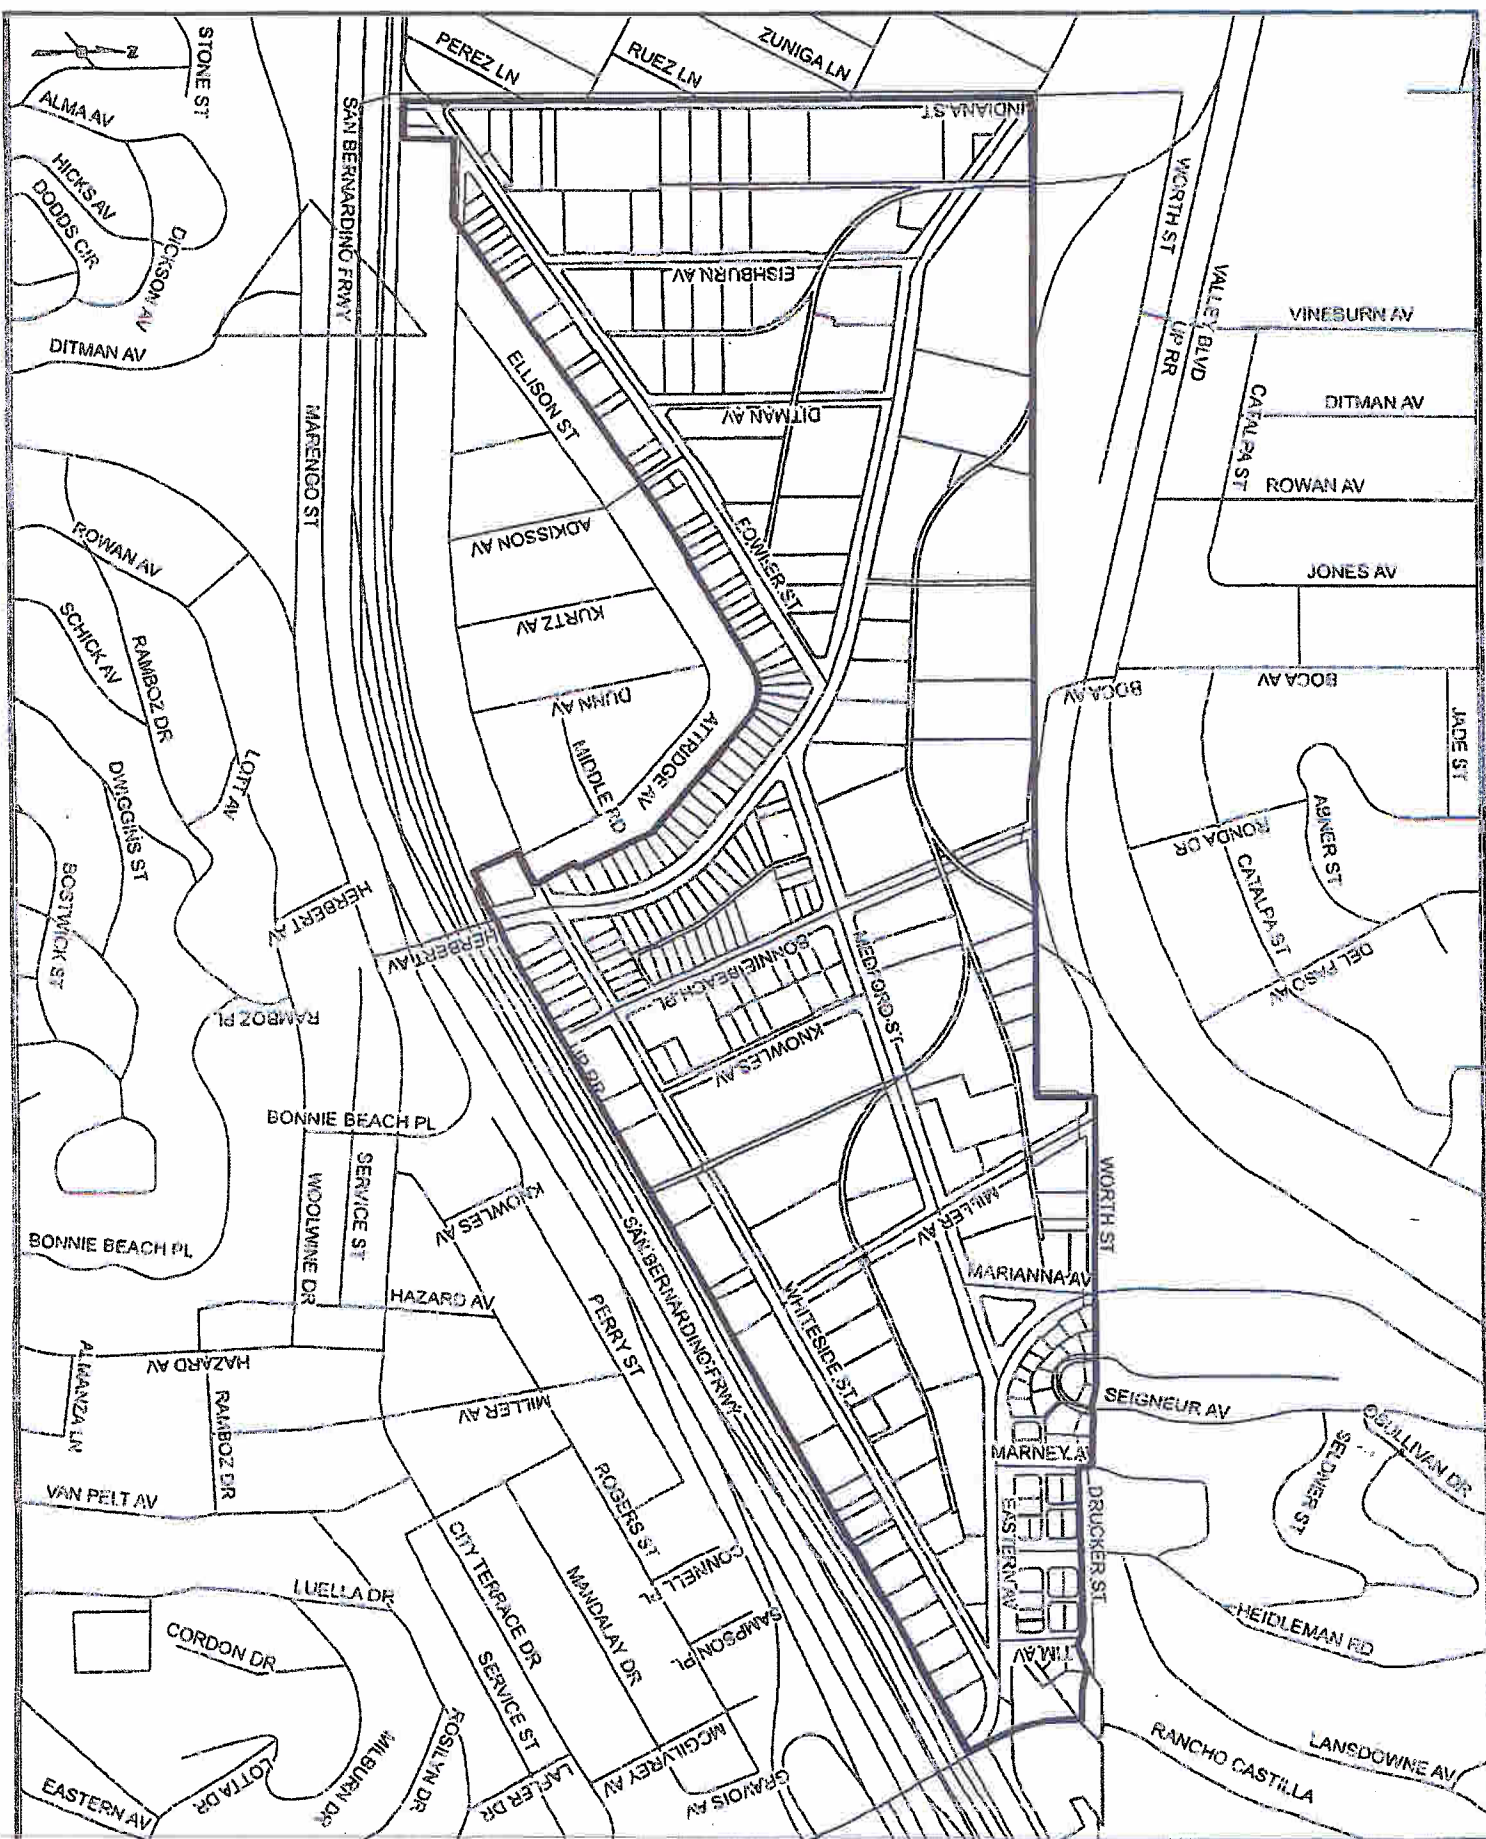 STONE ST
N
ALMA AV
HICKS AV
DODDS CIR
DICKSON AV
DITMAN AV
SAN BERNARDINO FRWY
MARENGO ST
PEREZ LN
RUEZ LN
ZUNIGA LN
INDIANA ST
WORTH ST
VALLEY BLVD
UP RR
VINEBURN AV
DITMAN AV
CATALPA ST
ROWAN AV
JONES AV
BOCA AV
BOCA AV
JADE ST
EISHBURN AV
DITMAN AV
ELLISON ST
ADKISSON AV
KURTZ AV
DUNN AV
MIDDLE RD
ATTRIDGE AV
FOWLER ST
ROWAN AV
SCHICK AV
RAMBOZ DR
LOTT AV
DWIGGINS ST
BOSTWICK ST
HERBERT AV
HERBERT AV
HERBERT AV
RAMBOZ PL
BONNIE BEACH PL
MEDFORD ST
KNOWLES AV
UP RR
RONDA DR
ABNER ST
CATALPA ST
DEL PASO AV
BONNIE BEACH PL
SERVICE ST
WOOLWINE DR
BONNIE BEACH PL
KNOWLES AV
HAZARD AV
HAZARD AV
ALMANZA LN
RAMBOZ DR
VAN PELT AV
MILLER AV
PERRY ST
SAN BERNARDINO FRWY
WHITESIDE ST
MILLER AV
MARIANNA AV
WORTH ST
SEIGNEUR AV
MARNEY A
EASTERN AV
DRUCKER ST
TIM AV
SELDNER ST
OSULLIVAN DR
HEIDLEMAN RD
LANSDOWNE AV
RANCHO CASTILLA
ROGERS ST
CONNELL PL
SAMPSON PL
MANDALAY DR
CITY TERRACE DR
SERVICE ST
LUELLA DR
CORDON DR
LOTTA DR
EASTERN AV
MILBURN DR
ROSILYN DR
LAFLER DR
MCGILVREY AV
GRAVOIS AV